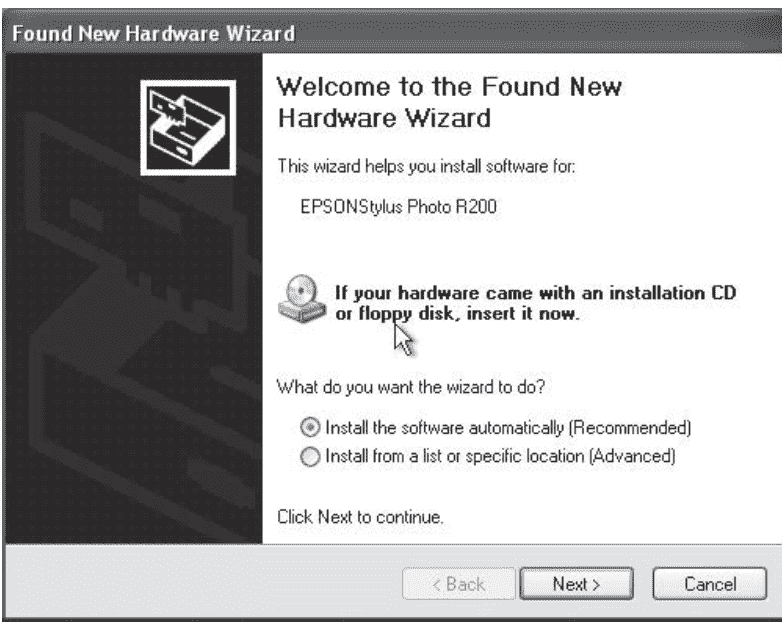 Found New Hardware Wizard
Welcome to the Found New
Hardware Wizard
This wizard helps you install software for:
EPSONStylus Photo R200
If your hardware came with an installation CD
or floppy disk, insert it now.
What do you want the wizard to do?
Install the software automatically (Recommended)
Install from a list or specific location (Advanced)
Click Next to continue.
< Back Next > Cancel